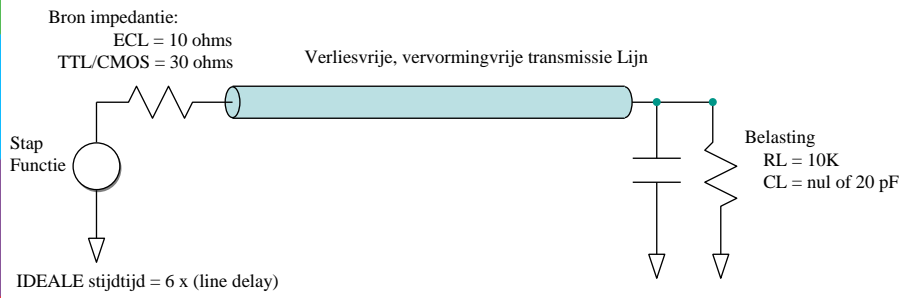 Bron impedantie:
ECL = 10 ohms
TTL/CMOS = 30 ohms
Verliesvrije, vervormingvrije transmissie Lijn
Stap
Functie
Belasting
RL = 10K
CL = nul of 20 pF
IDEALE stijdtijd = 6 x (line delay)